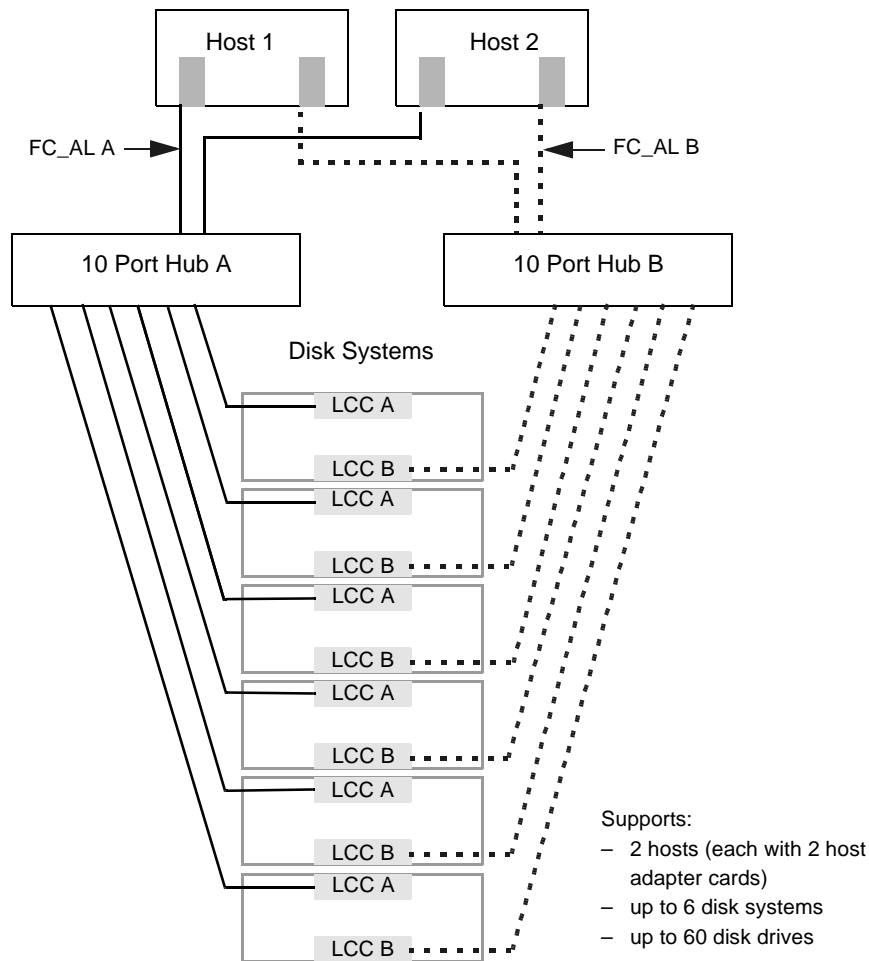 Host 1
Host 2
FC_AL A
FC_AL B
10 Port Hub A
10 Port Hub B
Disk Systems
LCC A
LCC B
LCC A
LCC B
LCC A
LCC B
LCC A
LCC B
LCC A
LCC B
LCC A
LCC B
Supports:
– 2 hosts (each with 2 host
adapter cards)
– up to 6 disk systems
– up to 60 disk drives